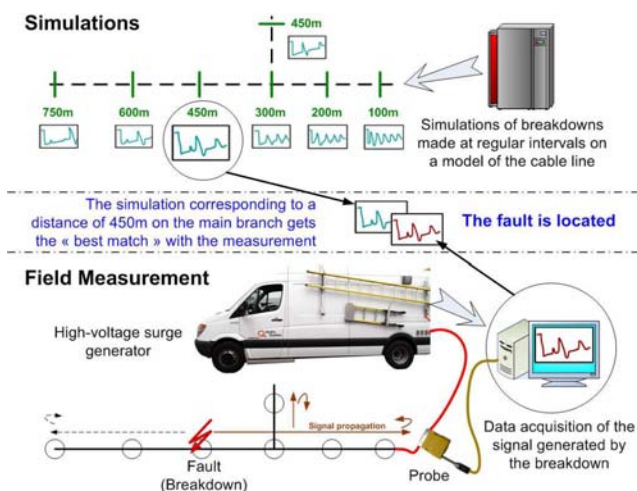 Simulations
450m
750m
600m
450m
300m
200m
100m
Simulations of breakdowns
made at regular intervals on
a model of the cable line
The simulation corresponding to a
distance of 450m on the main branch gets
the « best match » with the measurement
The fault is located
Field Measurement
High-voltage surge
generator
Signal propagation
Fault
(Breakdown)
Probe
Data acquisition of the
signal generated by
the breakdown